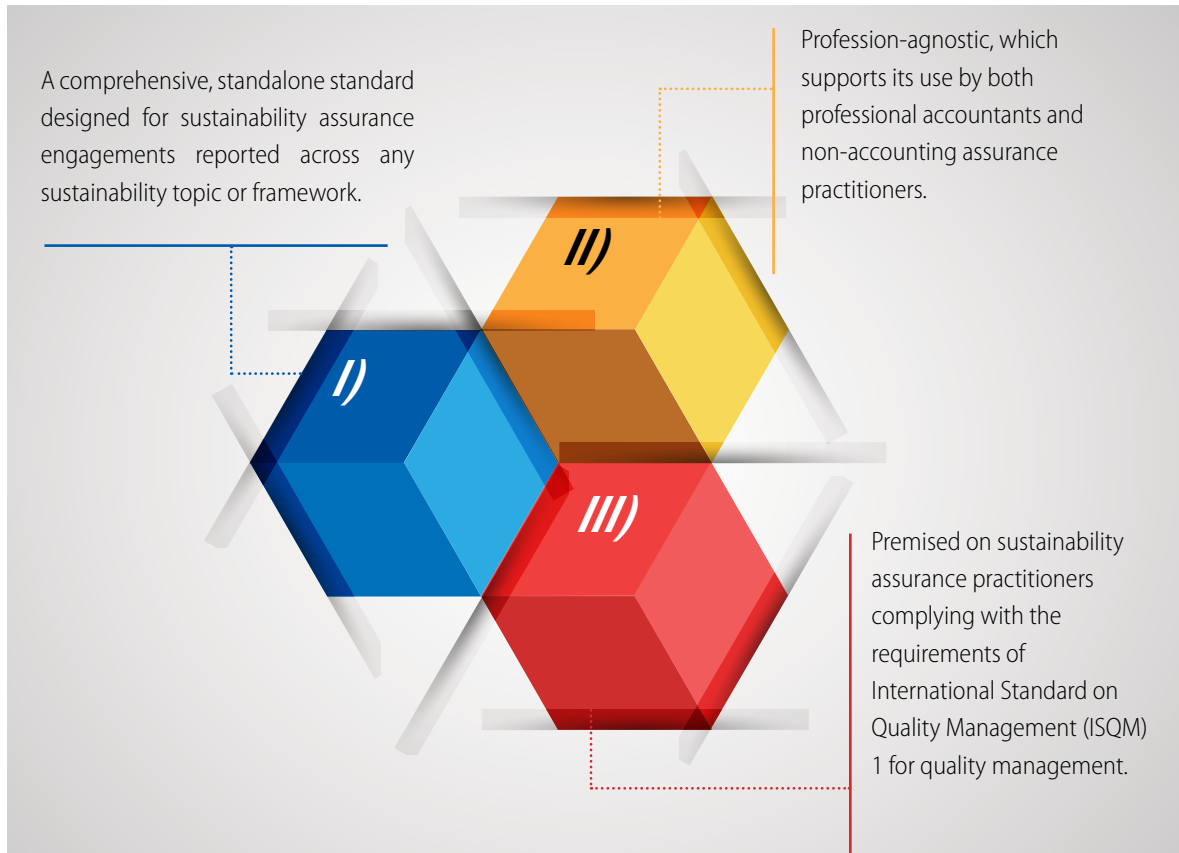 A comprehensive, standalone standard
designed for sustainability assurance
engagements reported across any
sustainability topic or framework.
I)
Profession-agnostic, which
supports its use by both
professional accountants and
non-accounting assurance
practitioners.
II)
III)
Premised on sustainability
assurance practitioners
complying with the
requirements of
International Standard on
Quality Management (ISQM)
1 for quality management.